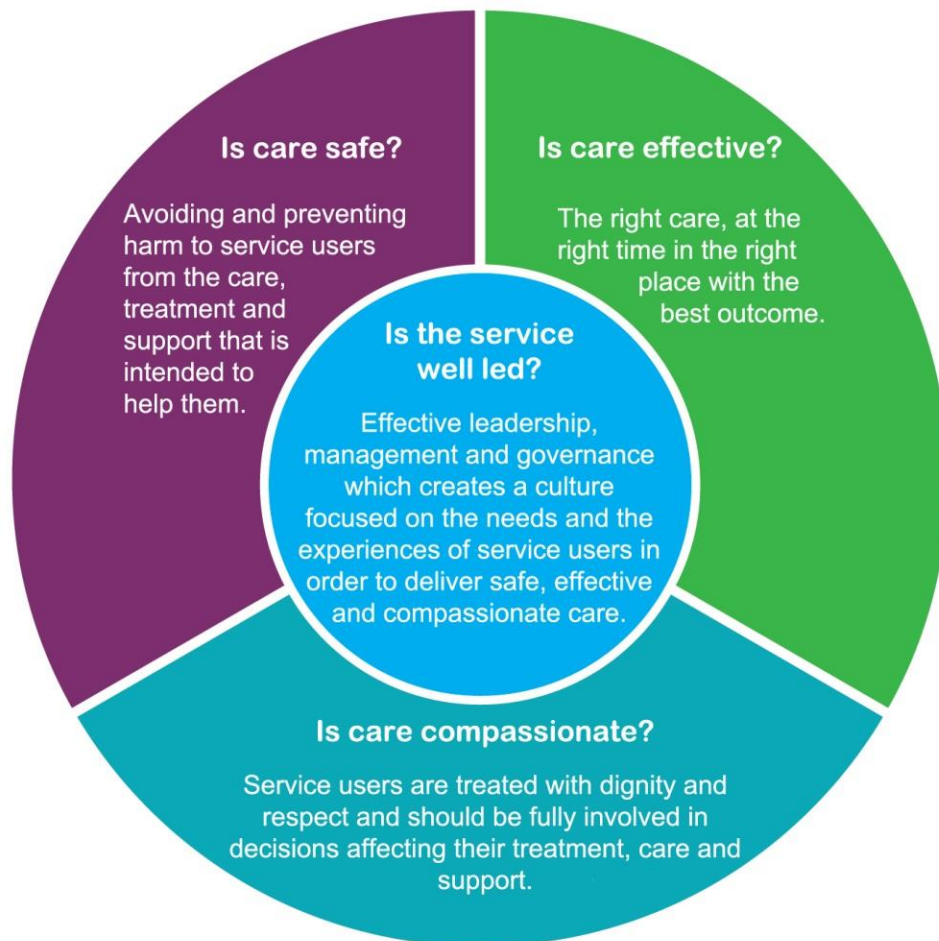 Is care safe?
Avoiding and preventing
harm to service users
from the care,
treatment and
support that is
intended to
help them.
Is care effective?
The right care, at the
right time in the right
place with the
best outcome.
Is the service
well led?
Effective leadership,
management and governance
which creates a culture
focused on the needs and the
experiences of service users in
order to deliver safe, effective
and compassionate care.
Is care compassionate?
Service users are treated with dignity and
respect and should be fully involved in
decisions affecting their treatment, care and
support.